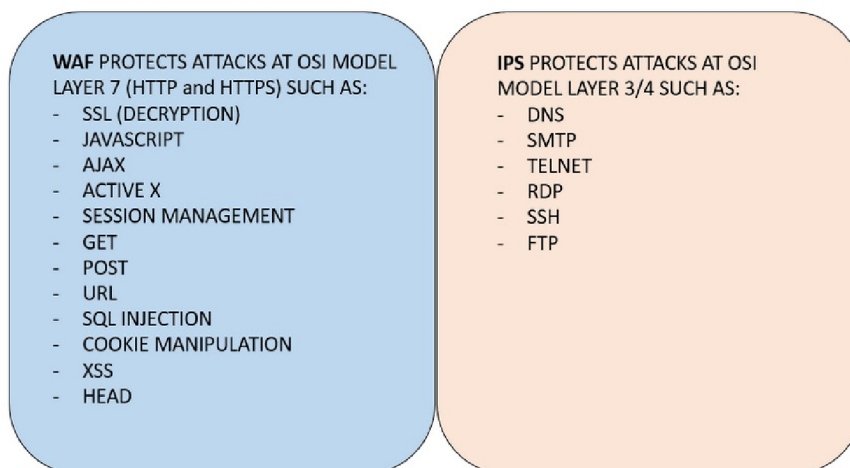 WAF PROTECTS ATTACKS AT OSI MODEL
LAYER 7 (HTTP and HTTPS) SUCH AS:
- SSL (DECRYPTION)
- JAVASCRIPT
- AJAX
- ACTIVE X
- SESSION MANAGEMENT
- GET
- POST
- URL
- SQL INJECTION
- COOKIE MANIPULATION
- XSS
- HEAD
IPS PROTECTS ATTACKS AT OSI
MODEL LAYER 3/4 SUCH AS:
- DNS
- SMTP
- TELNET
- RDP
- SSH
- FTP